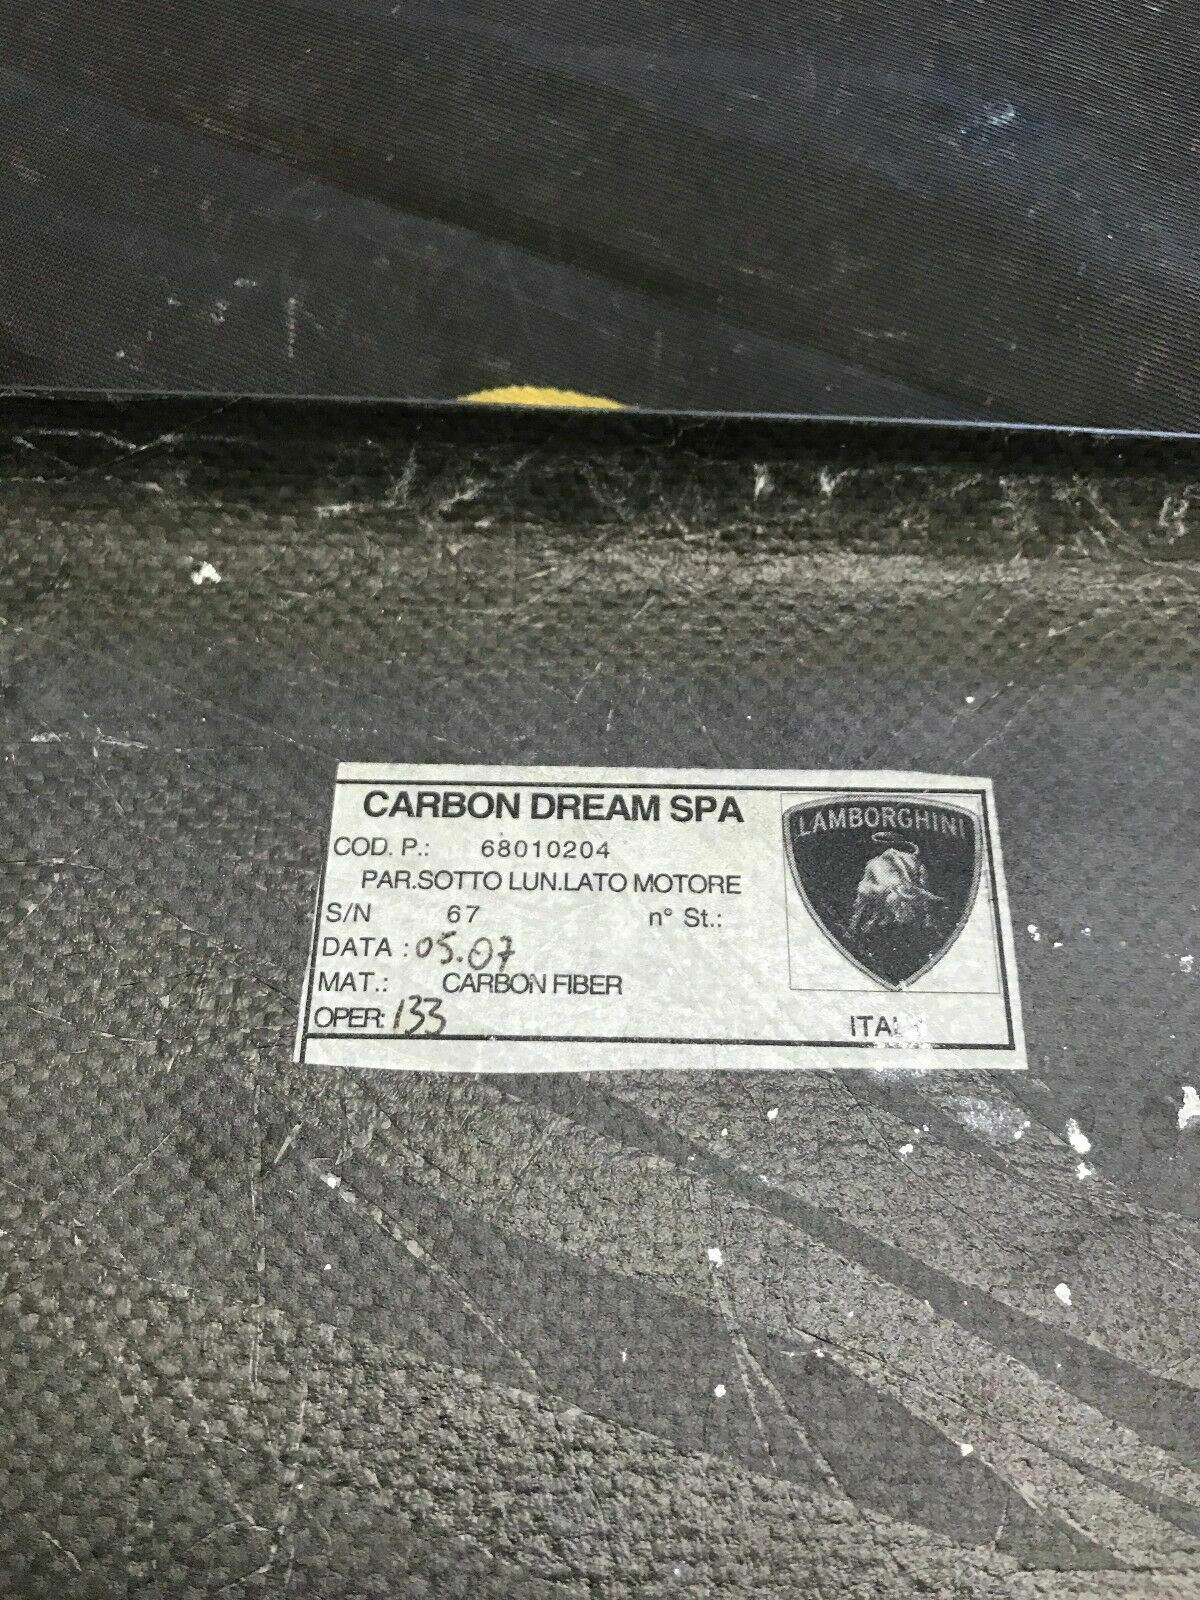 CARBON DREAM SPA
LAMBORGHINI
COD. P.: 68010204
PAR.SOTTO LUN.LATO MOTORE
S/N 67 n° St.:
DATA : 05.07
MAT.: CARBON FIBER
OPER: 133
ITALY